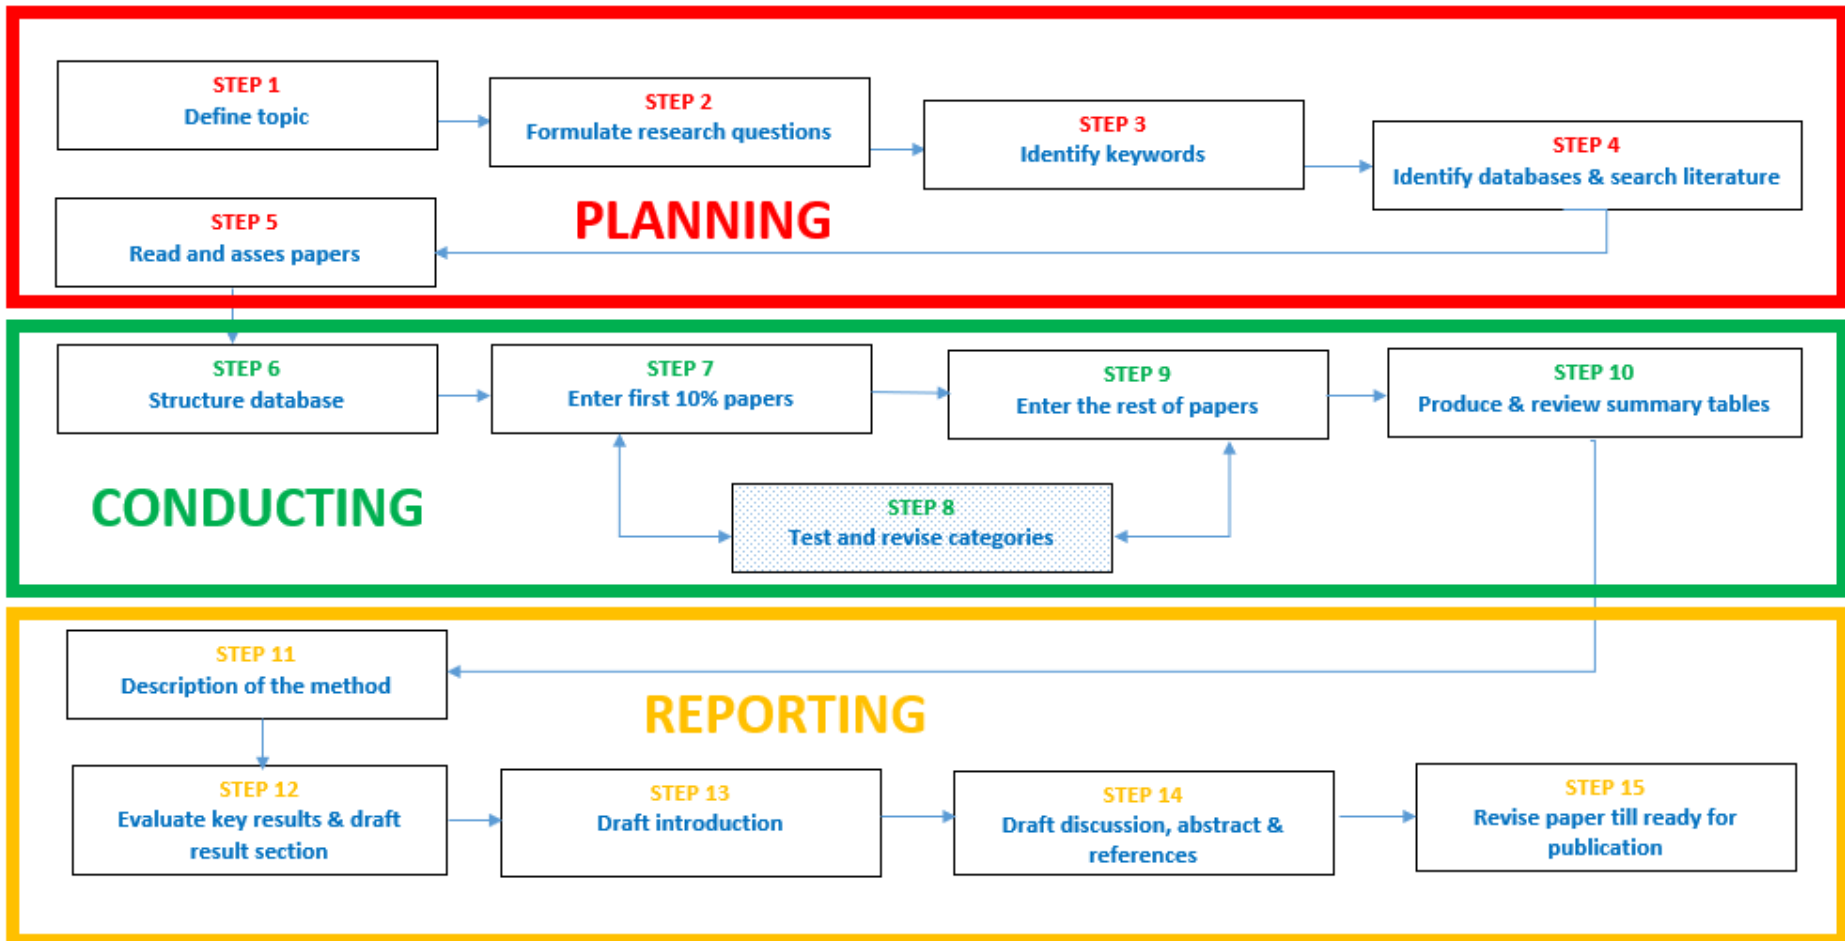 STEP 1
Define topic
STEP 2
Formulate research questions
STEP 3
Identify keywords
STEP 4
Identify databases & search literature
STEP 5
Read and asses papers
PLANNING
STEP 6
Structure database
STEP 7
Enter first 10% papers
STEP 9
Enter the rest of papers
STEP 10
Produce & review summary tables
CONDUCTING
STEP 8
Test and revise categories
STEP 11
Description of the method
REPORTING
STEP 12
Evaluate key results & draft
result section
STEP 13
Draft introduction
STEP 14
Draft discussion, abstract &
references
STEP 15
Revise paper till ready for
publication